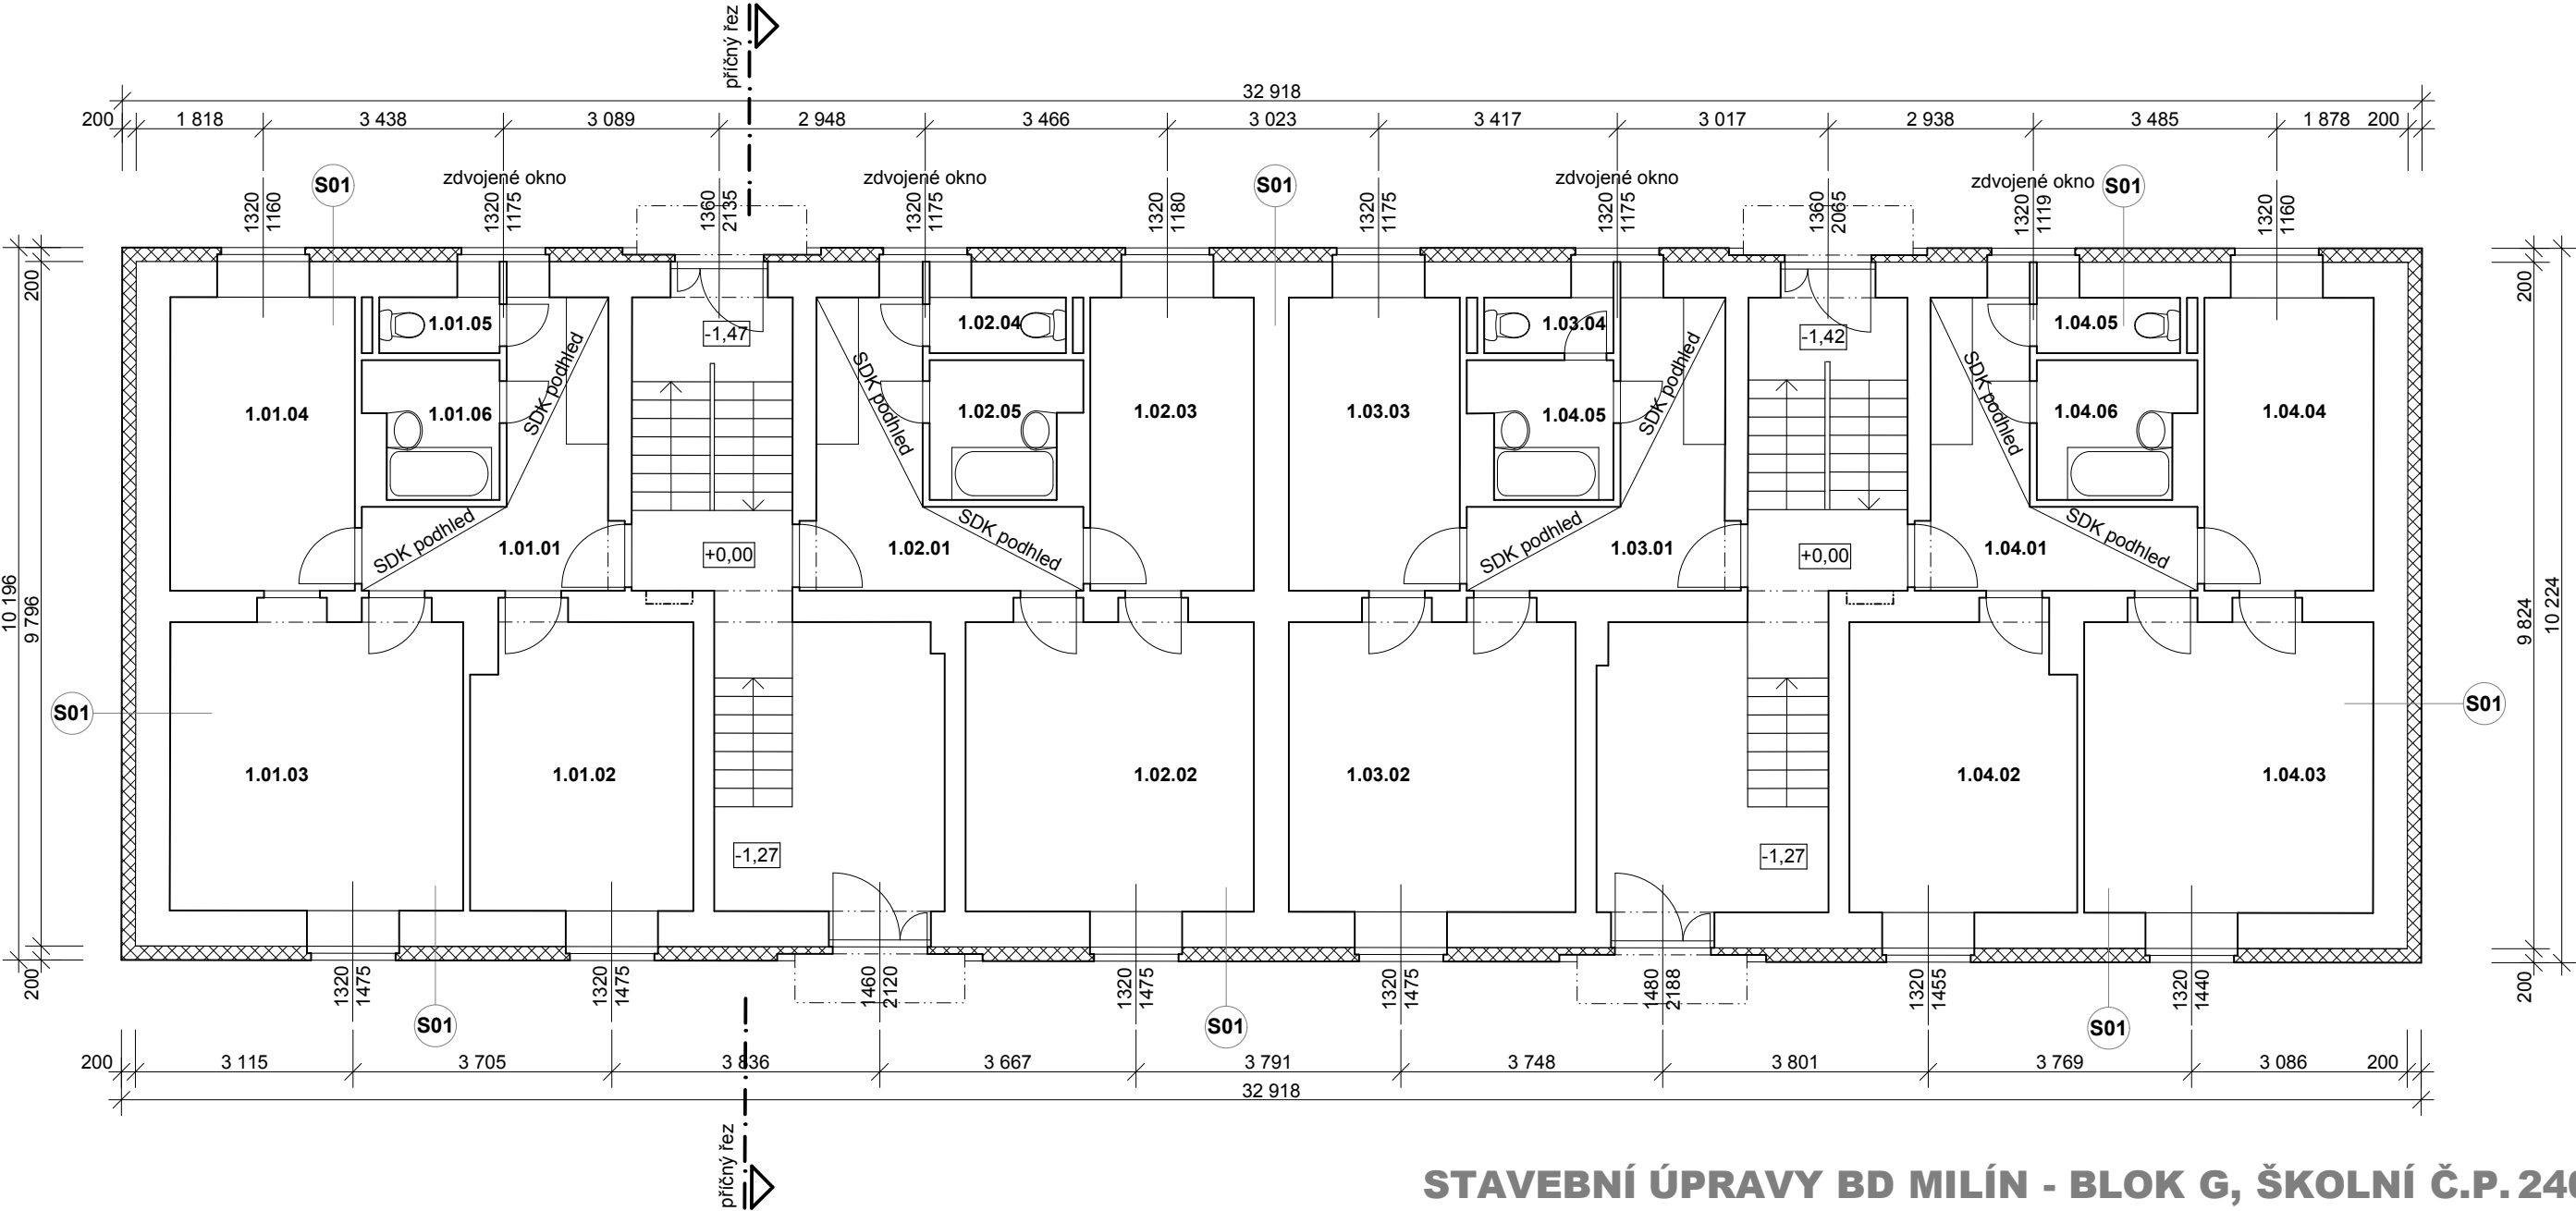 příčný řez
32 918
200 1 818 3 438 3 089 2 948 3 466 3 023 3 417 3 017 2 938 3 485 1 878 200
S01 zdvojené okno zdvojené okno S01 zdvojené okno zdvojené okno S01
1320 1160
1320 1175
1360 2135
1320 1175
1320 1180
1320 1175
1320 1175
1360 2065
1320 1119
1320 1160
200 200
1.01.05 -1,47 1.02.04 1.03.04 -1,42 1.04.05
SDK podhled SDK podhled SDK podhled SDK podhled
1.01.04 1.01.06 1.02.05 1.02.03 1.03.03 1.04.05 1.04.06 1.04.04
SDK podhled SDK podhled SDK podhled SDK podhled
1.01.01 +0,00 1.02.01 1.03.01 +0,00 1.04.01
10 196 9 796 9 824 10 224
S01 S01
1.01.03 1.01.02 1.02.02 1.03.02 1.04.02 1.04.03
-1,27 -1,27
200 200
1320 1475
1320 1475
1460 2120
1320 1475
1320 1475
1480 2188
1320 1455
1320 1440
S01 S01 S01
200 3 115 3 705 3 836 3 667 3 791 3 748 3 801 3 769 3 086 200
32 918
příčný řez
STAVEBNÍ ÚPRAVY BD MILÍN - BLOK G, ŠKOLNÍ Č.P. 240